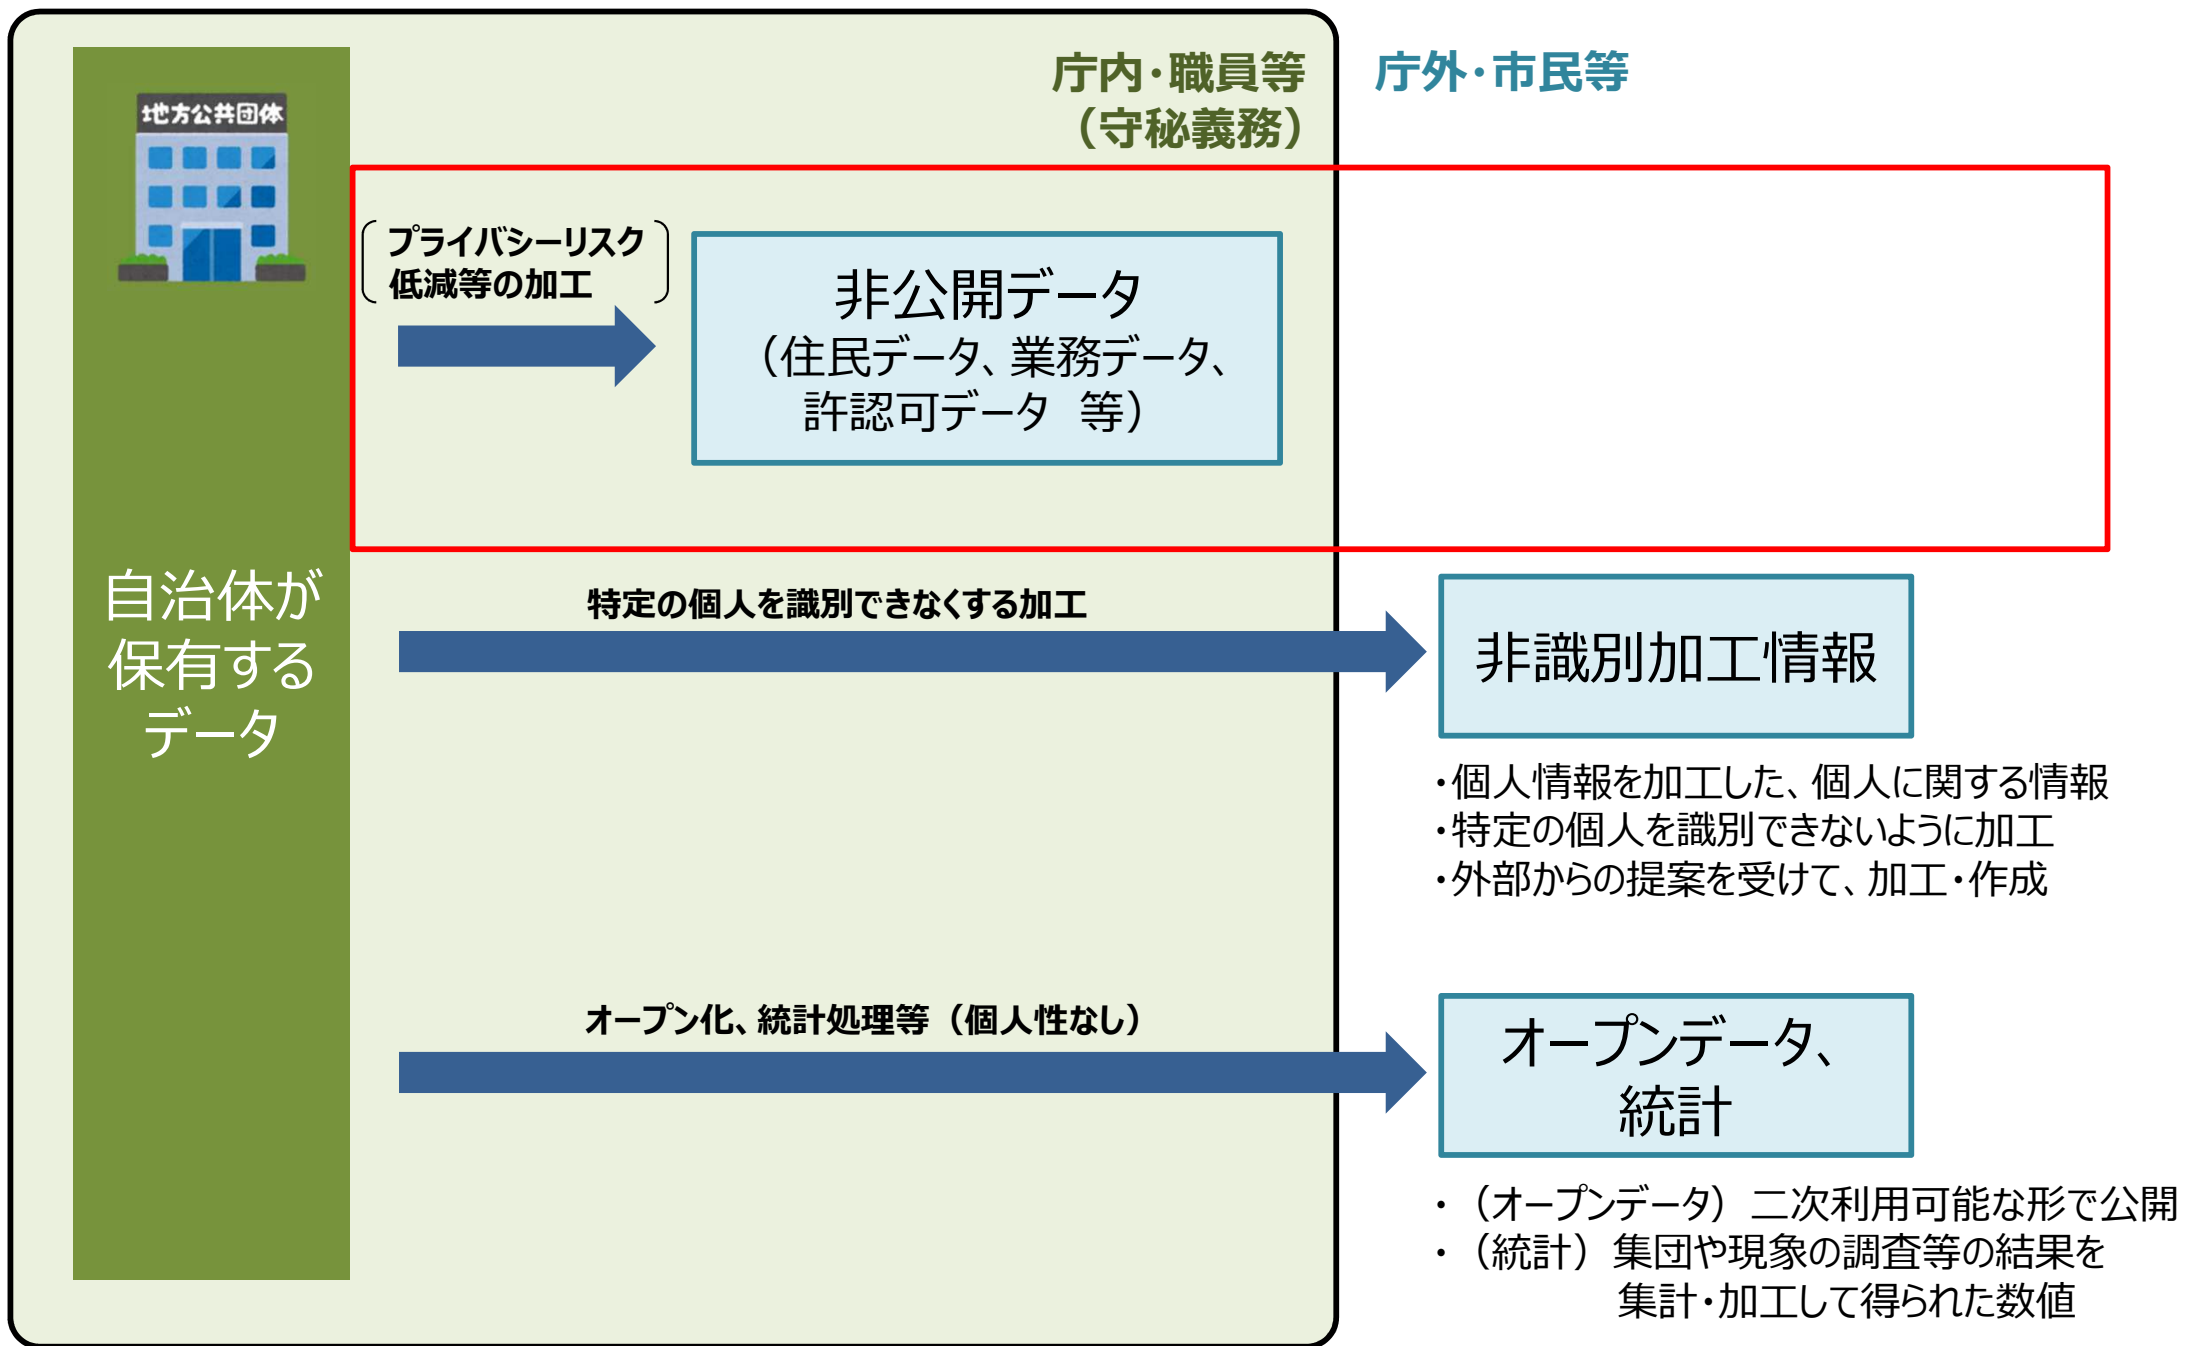 庁内・職員等
（守秘義務）
庁外・市民等
地方公共団体
プライバシーリスク
低減等の加工
非公開データ
（住民データ、業務データ、
許認可データ　等）
自治体が
保有する
データ
特定の個人を識別できなくする加工
非識別加工情報
・個人情報を加工した、個人に関する情報
・特定の個人を識別できないように加工
・外部からの提案を受けて、加工・作成
オープン化、統計処理等（個人性なし）
オープンデータ、
統計
・（オープンデータ）二次利用可能な形で公開
・（統計）集団や現象の調査等の結果を
集計・加工して得られた数値